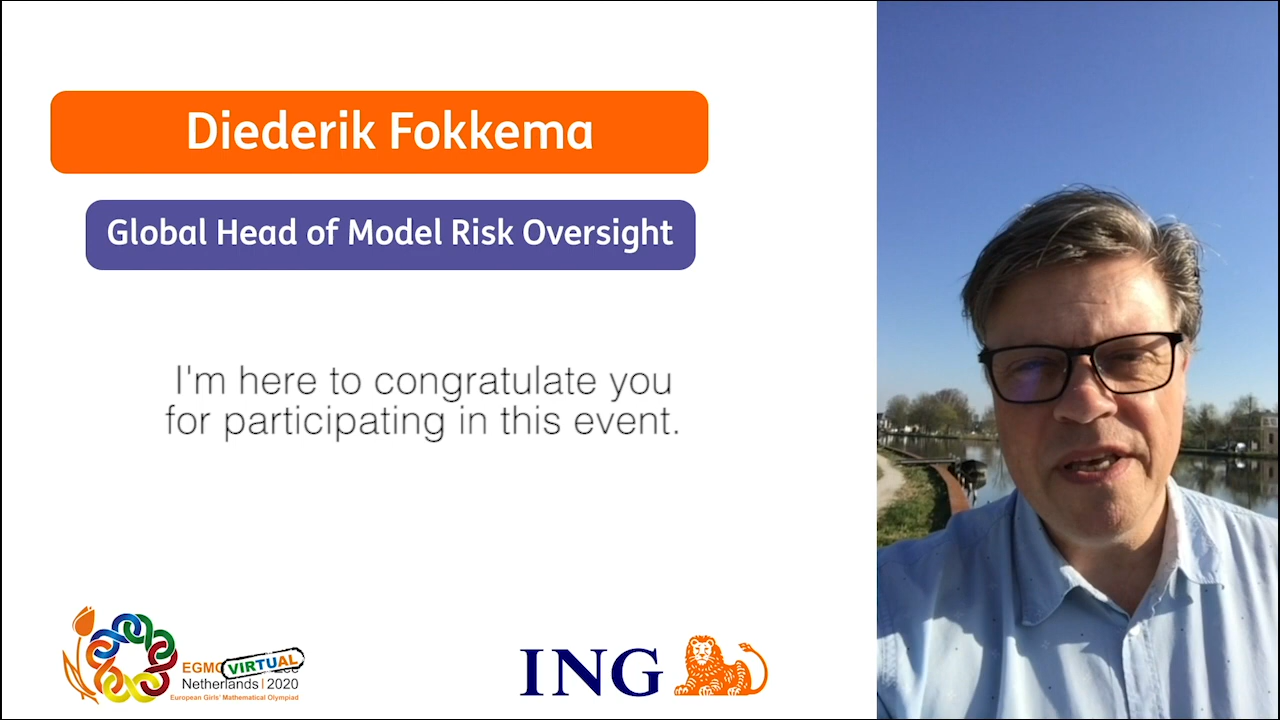 Diederik Fokkema
Global Head of Model Risk Oversight
I'm here to congratulate you
for participating in this event.
VIRTUAL
Netherlands | 2020
European Girls' Mathematical Olympiad
ING